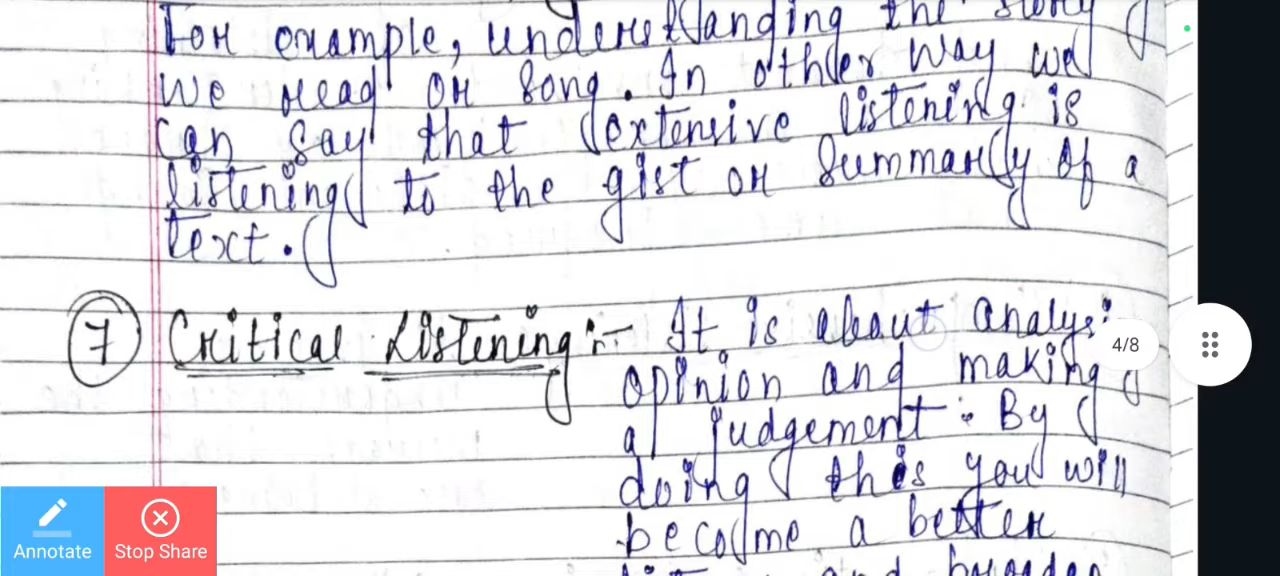 For example, understanding the story
we read or song. In other way we
can say that extensive listening is
listening to the gist or summary of a
text.
7 Critical Listening :- It is about analysi
4/8
opinion and making
a judgement. By
doing this you will
become a better
and broader
Annotate Stop Share